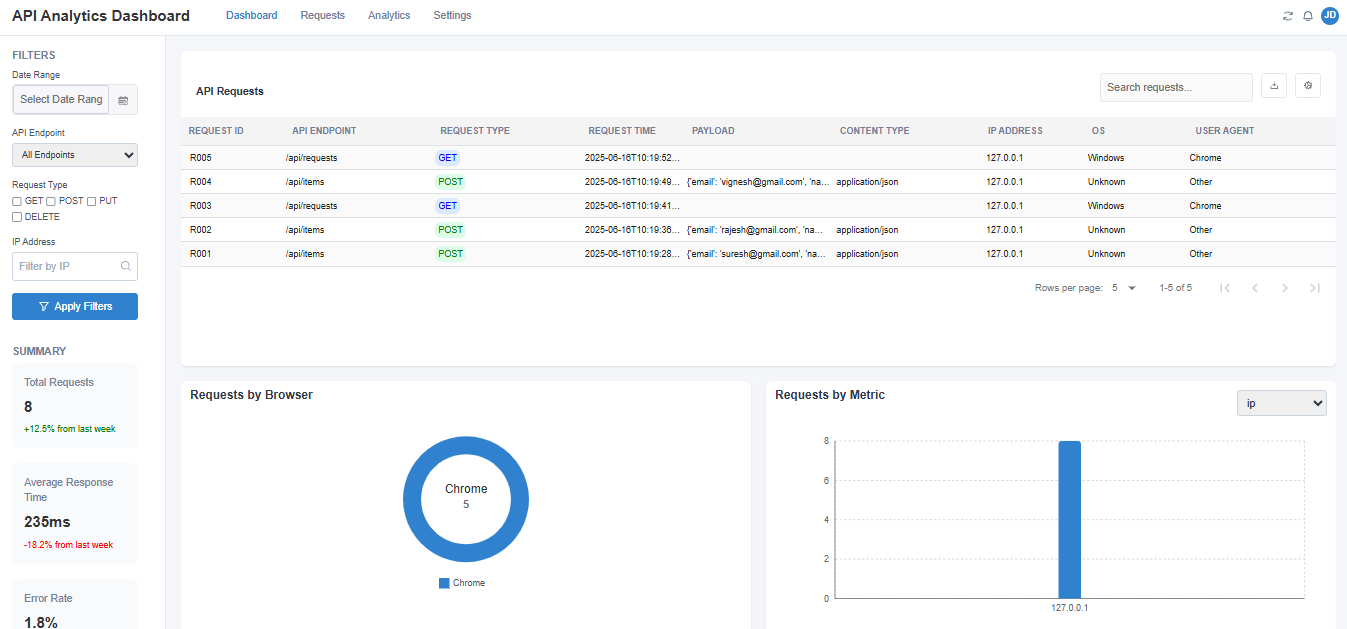 API Analytics Dashboard Dashboard Requests Analytics Settings JD
FILTERS
Date Range
Select Date Rang
API Endpoint
All Endpoints
Request Type
GET POST PUT
DELETE
IP Address
Filter by IP
Apply Filters
SUMMARY
Total Requests
8
+12.5% from last week
Average Response
Time
235ms
-18.2% from last week
Error Rate
1.8%
API Requests Search requests...
REQUEST ID API ENDPOINT REQUEST TYPE REQUEST TIME PAYLOAD CONTENT TYPE IP ADDRESS OS USER AGENT
R005 /api/requests GET 2025-06-16T10:19:52... 127.0.0.1 Windows Chrome
R004 /api/items POST 2025-06-16T10:19:49... {'email': 'vignesh@gmail.com', 'na... application/json 127.0.0.1 Unknown Other
R003 /api/requests GET 2025-06-16T10:19:41... 127.0.0.1 Windows Chrome
R002 /api/items POST 2025-06-16T10:19:36... {'email': 'rajesh@gmail.com', 'na... application/json 127.0.0.1 Unknown Other
R001 /api/items POST 2025-06-16T10:19:28... {'email': 'suresh@gmail.com', 'na... application/json 127.0.0.1 Unknown Other
Rows per page: 5 1-5 of 5
Requests by Browser
Chrome
5
Chrome
Requests by Metric
ip
8
6
4
2
0
127.0.0.1